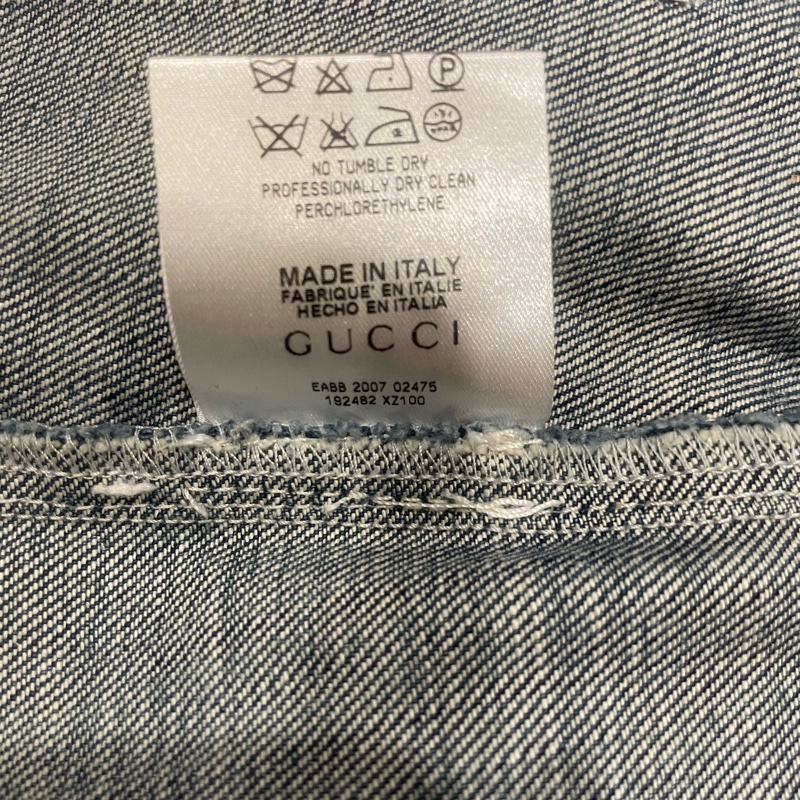 P
NO TUMBLE DRY
PROFESSIONALLY DRY CLEAN
PERCHLORETHYLENE
MADE IN ITALY
FABRIQUE' EN ITALIE
HECHO EN ITALIA
GUCCI
EABB 2007 02475
192482 XZ100